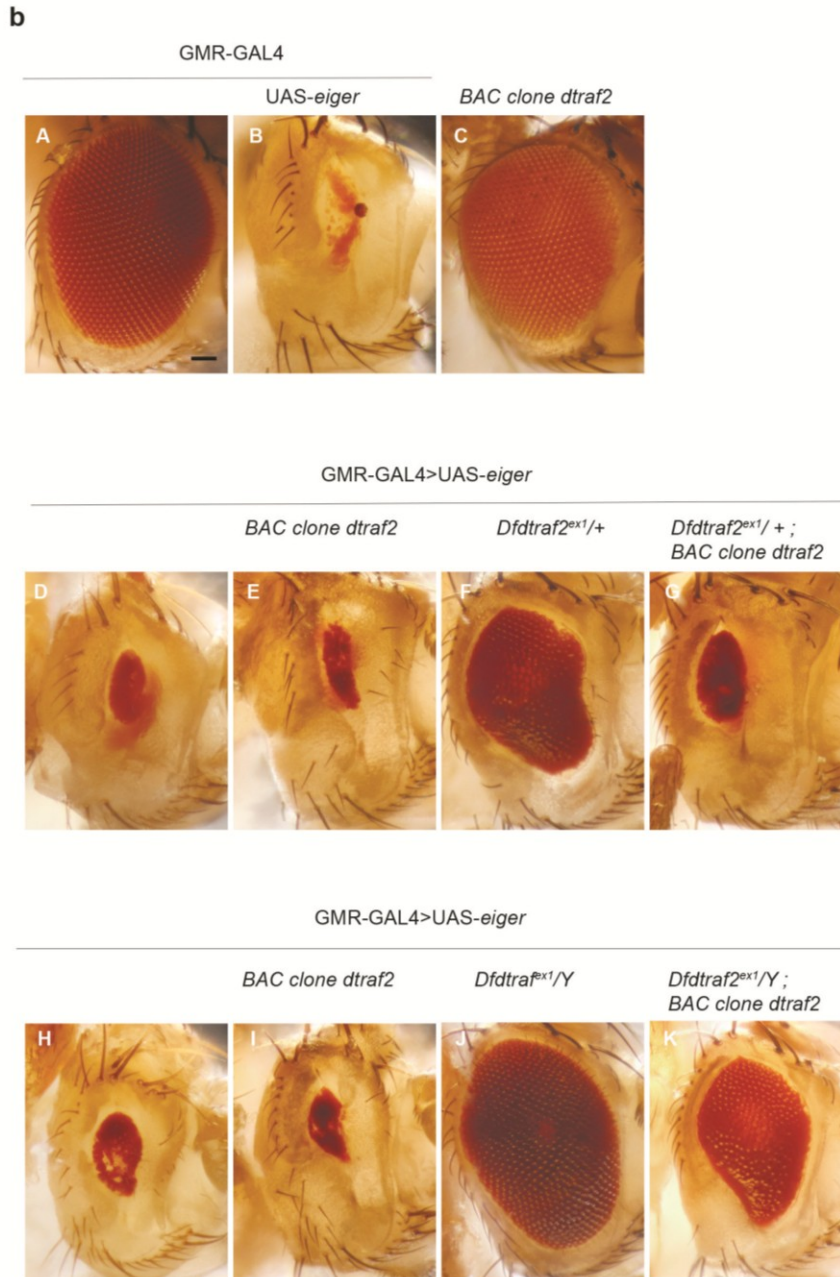 b
GMR-GAL4
UAS-eiger BAC clone dtraf2
A B C
GMR-GAL4>UAS-eiger
BAC clone dtraf2 Dfdtraf2ex1/+ Dfdtraf2ex1/ + ;
BAC clone dtraf2
D E F G
GMR-GAL4>UAS-eiger
BAC clone dtraf2 Dfdtrafex1/Y Dfdtraf2ex1/Y ;
BAC clone dtraf2
H I J K